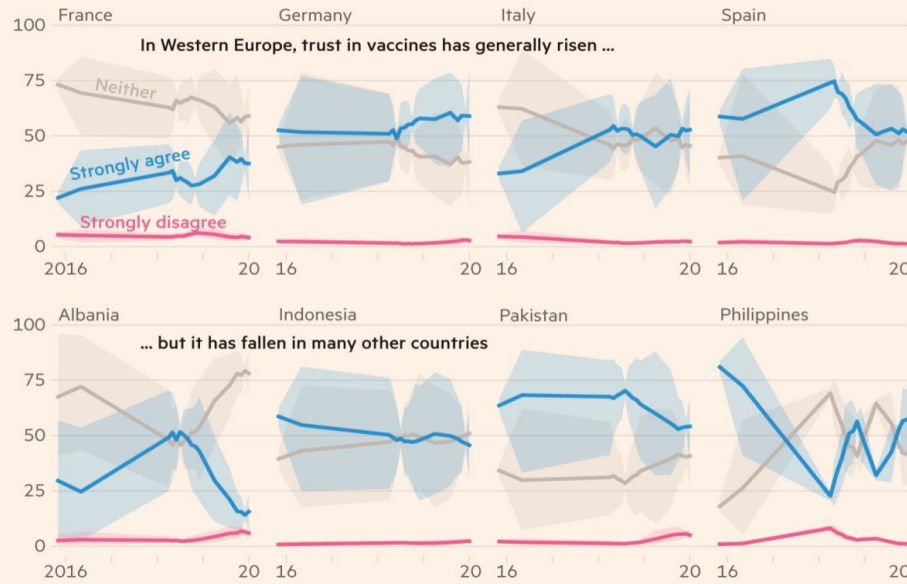 France Germany Italy Spain
100
In Western Europe, trust in vaccines has generally risen ...
75
Neither
50
Strongly agree
25
Strongly disagree
0
2016 20 16 20 16 20 16 20
Albania Indonesia Pakistan Philippines
100
... but it has fallen in many other countries
75
50
25
0
2016 20 16 20 16 20 16 20